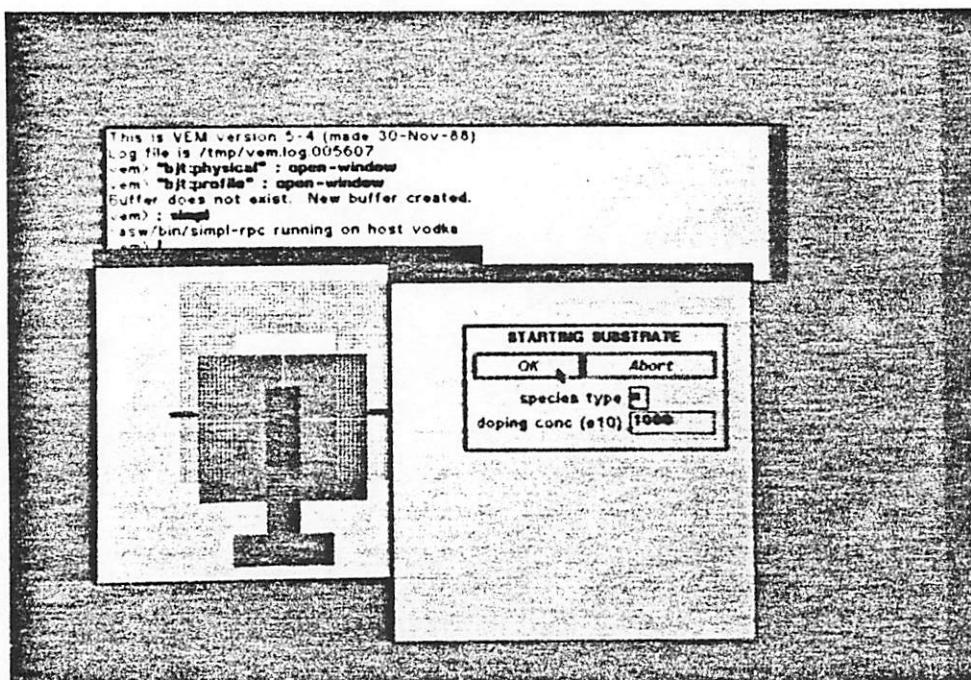 This is VEM version 5-4 (made 30-Nov-88)
Log file is /tmp/vem.log.005607
vem> "bjt:physical" : open-window
vem> "bjt:profile" : open-window
Buffer does not exist. New buffer created.
vem> : simpl
asw/bin/simpl-rpc running on host vodka
vem>
STARTING SUBSTRATE
OK Abort
species type
doping conc (e10) 1000